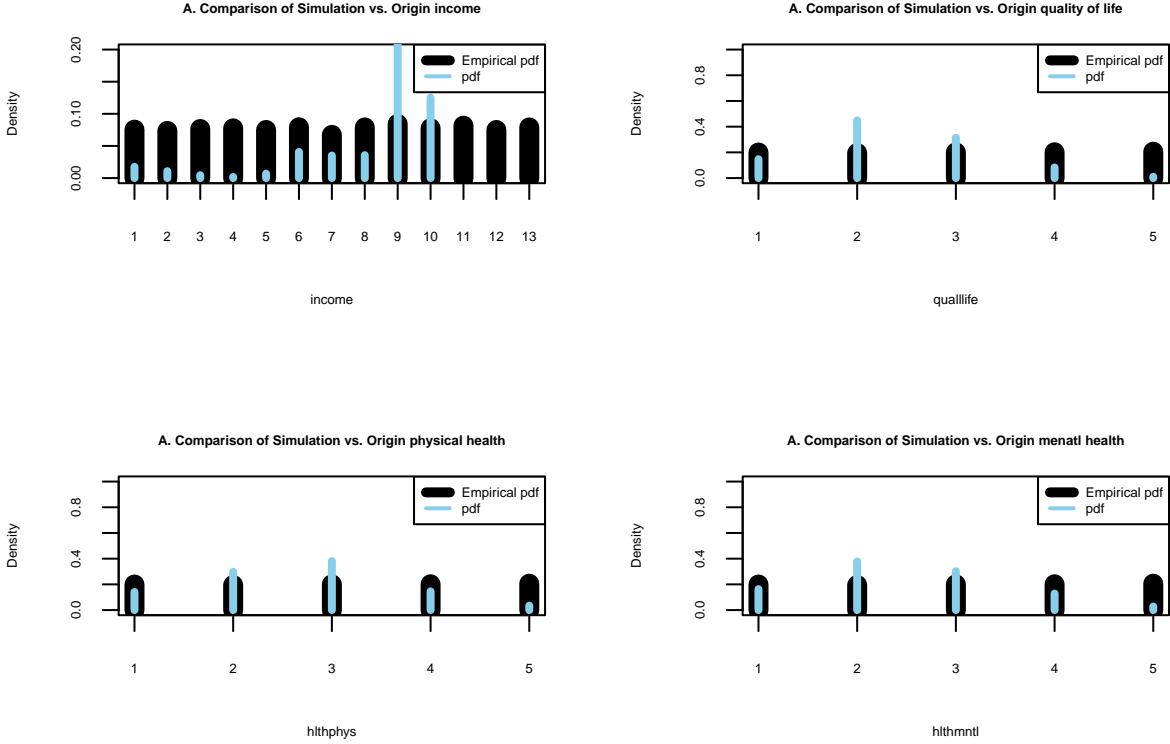 A. Comparison of Simulation vs. Origin income
Density
0.00 0.10 0.20
Empirical pdf
pdf
1 2 3 4 5 6 7 8 9 10 11 12 13
income
A. Comparison of Simulation vs. Origin quality of life
Density
0.0 0.4 0.8
Empirical pdf
pdf
1 2 3 4 5
qualllife
A. Comparison of Simulation vs. Origin physical health
Density
0.0 0.4 0.8
Empirical pdf
pdf
1 2 3 4 5
hlthphys
A. Comparison of Simulation vs. Origin menatl health
Density
0.0 0.4 0.8
Empirical pdf
pdf
1 2 3 4 5
hlthmntl